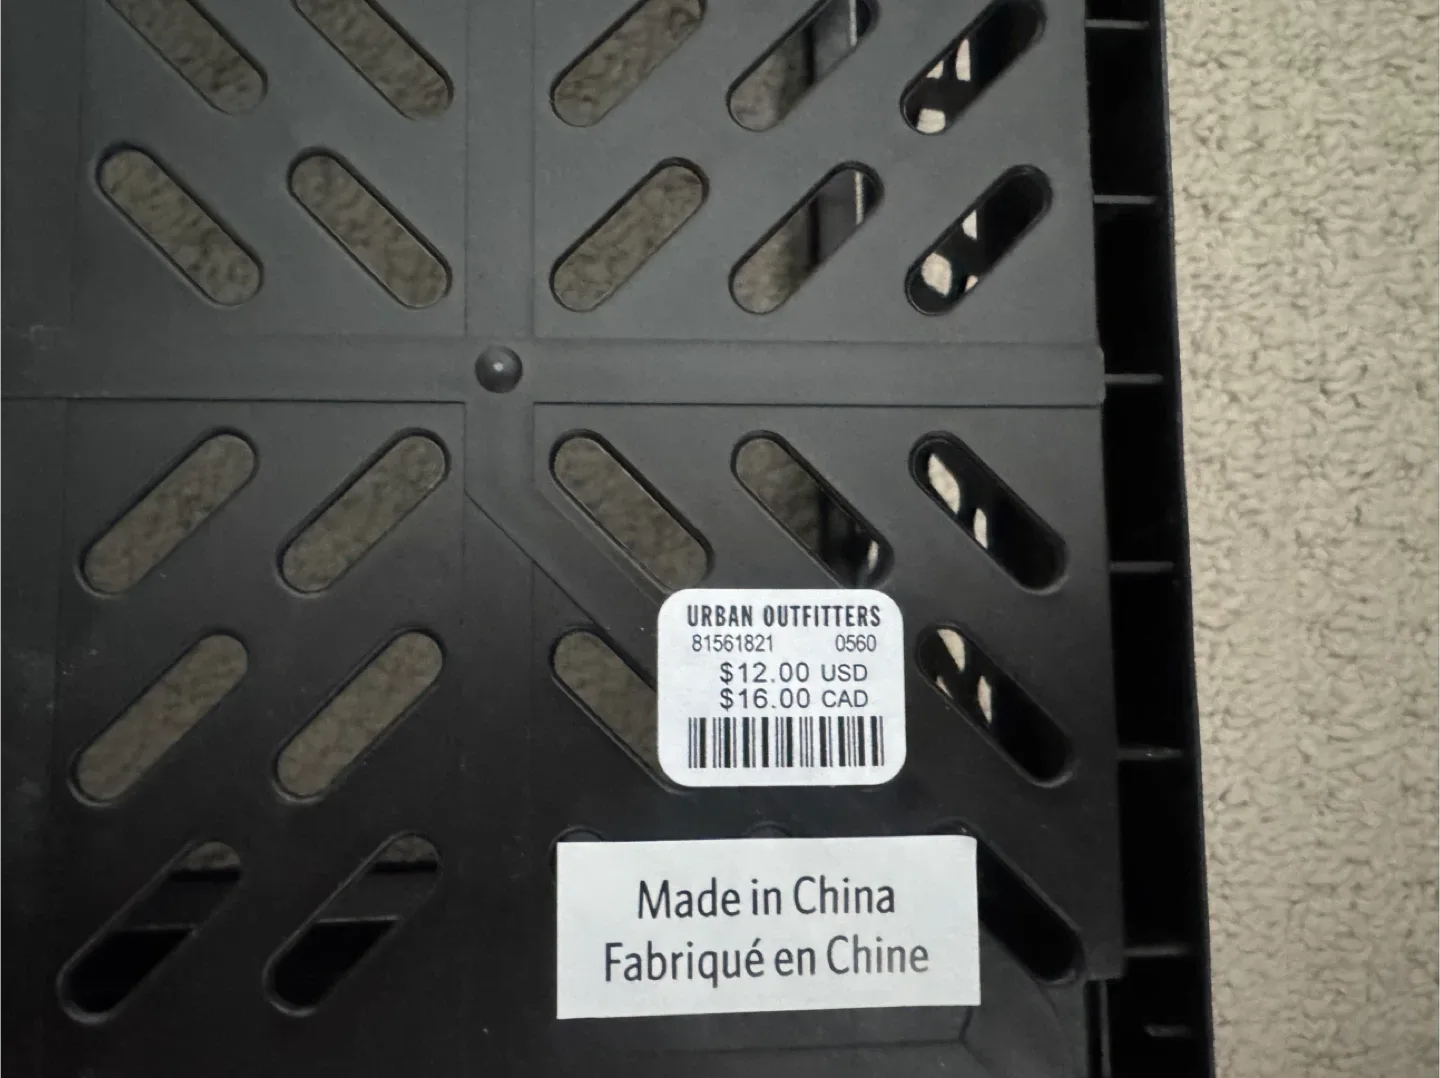 URBAN OUTFITTERS
81561821 0560
$12.00 USD
$16.00 CAD
Made in China
Fabriqué en Chine